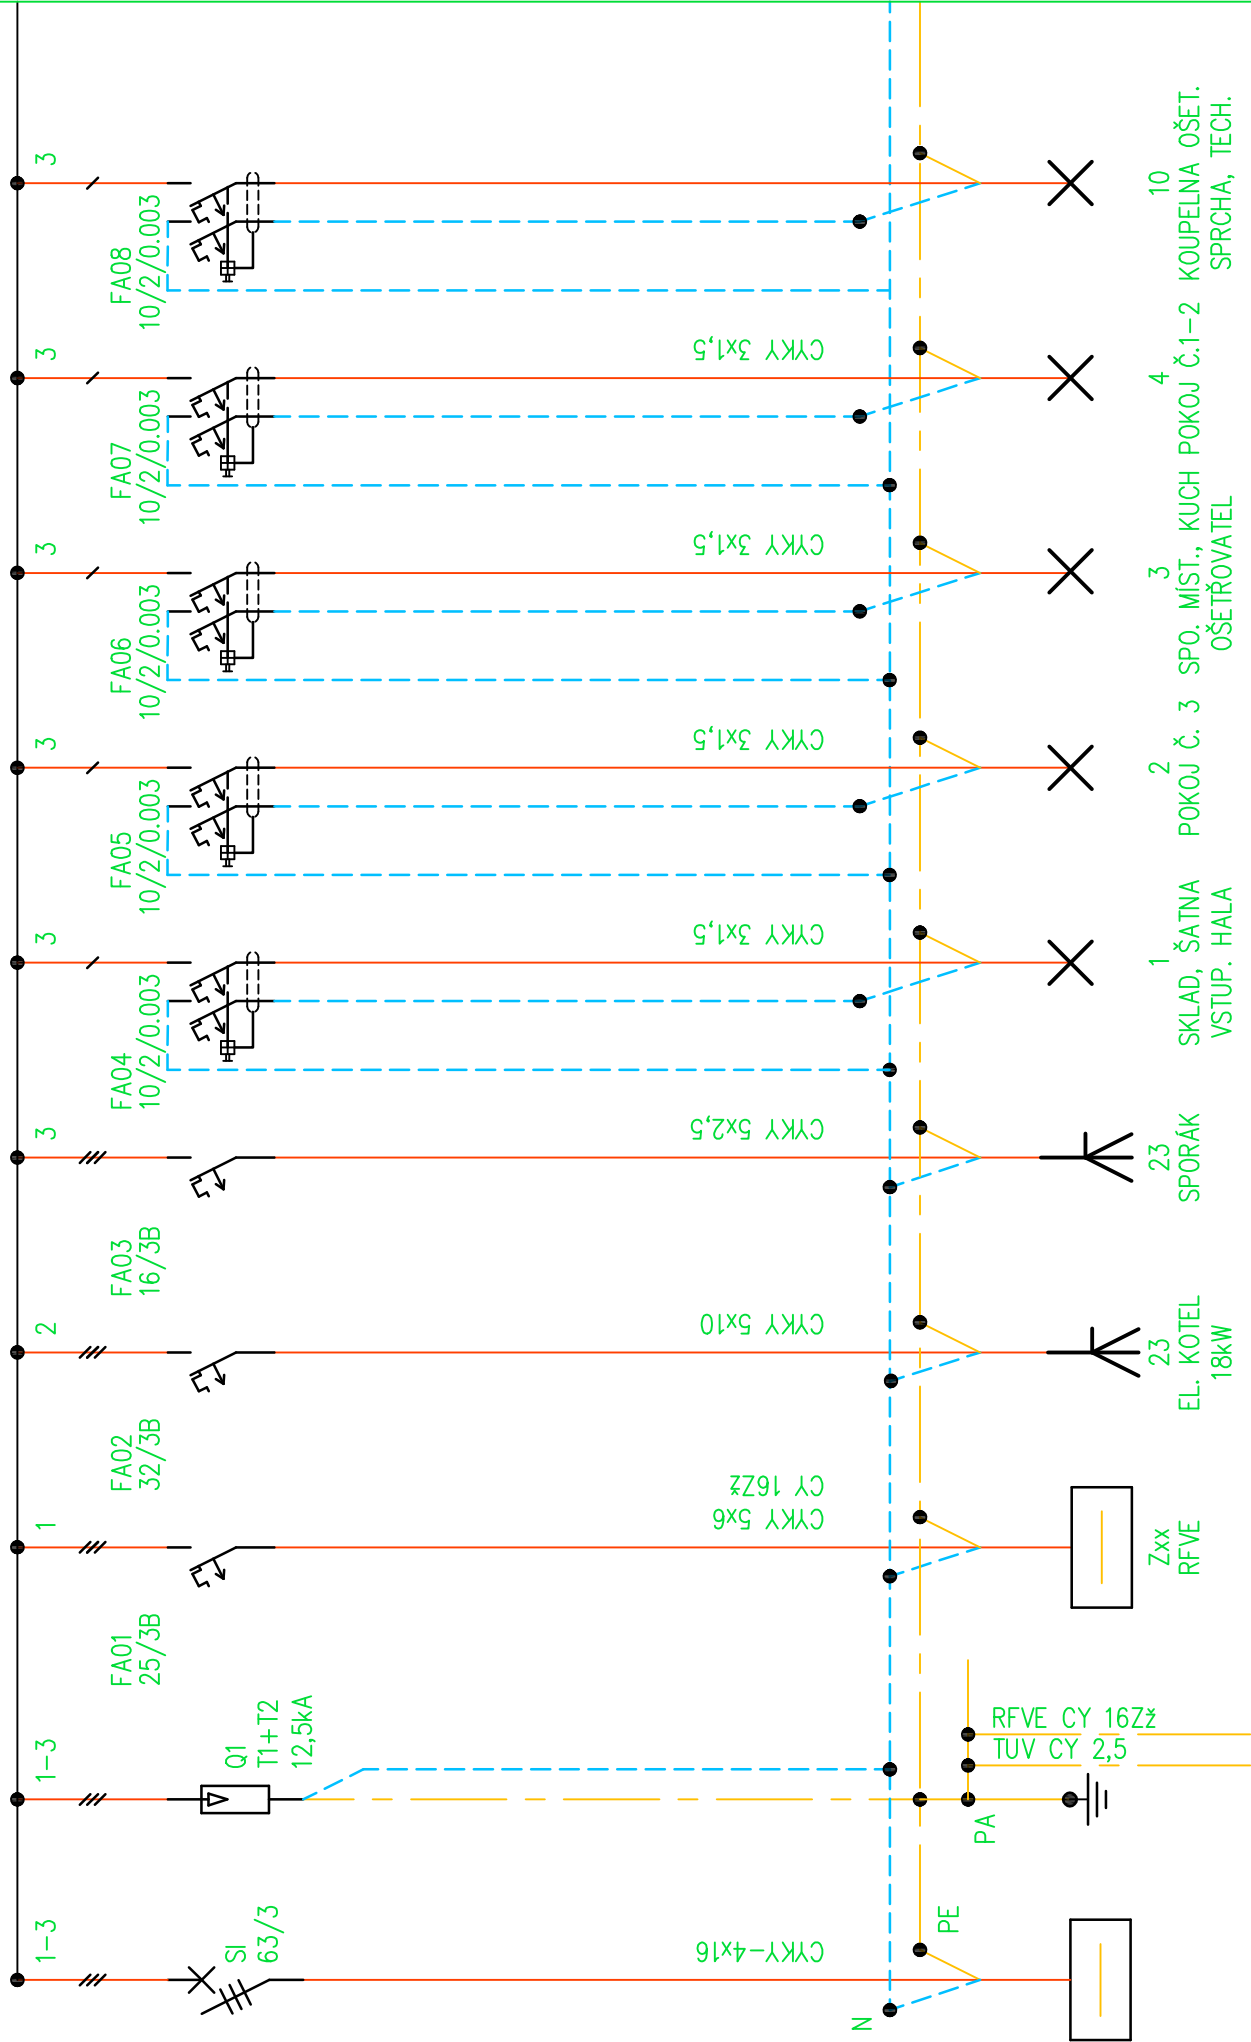 1-3
SI
63/3
CYKY-4x16
N
PE
1-3
Q1
T1+T2
12,5kA
PA
RFVE CY 16Zž
TUV CY 2,5
1
FA01
25/3B
CY 16Zž
CYKY 5x6
Zxx
RFVE
2
FA02
32/3B
CYKY 5x10
23
EL. KOTEL
18kW
3
FA03
16/3B
CYKY 5x2,5
23
SPORÁK
3
FA04
10/2/0.003
CYKY 3x1,5
1
SKLAD, ŠATNA
VSTUP. HALA
3
FA05
10/2/0.003
CYKY 3x1,5
2
POKOJ Č. 3
3
FA06
10/2/0.003
CYKY 3x1,5
3
SPO. MÍST., KUCH
OŠETŘOVATEL
3
FA07
10/2/0.003
CYKY 3x1,5
4
POKOJ Č.1-2
3
FA08
10/2/0.003
10
KOUPELNA OŠET.
SPRCHA, TECH.